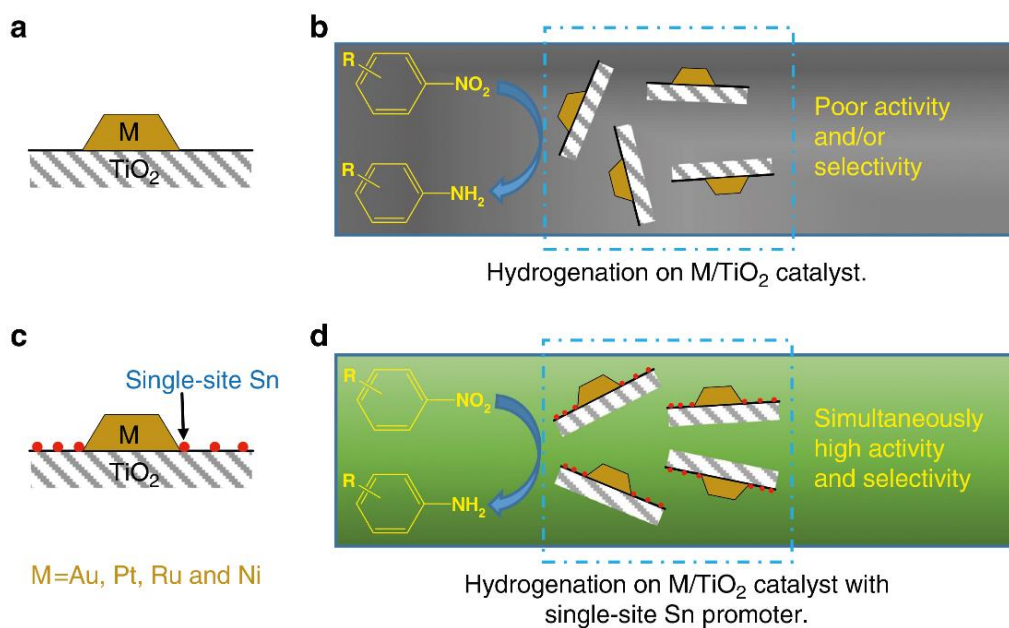 a
M
TiO₂
b
R
NO₂
R
NH₂
Poor activity
and/or
selectivity
Hydrogenation on M/TiO₂ catalyst.
c
Single-site Sn
M
TiO₂
M=Au, Pt, Ru and Ni
d
R
NO₂
R
NH₂
Simultaneously
high activity
and selectivity
Hydrogenation on M/TiO₂ catalyst with
single-site Sn promoter.